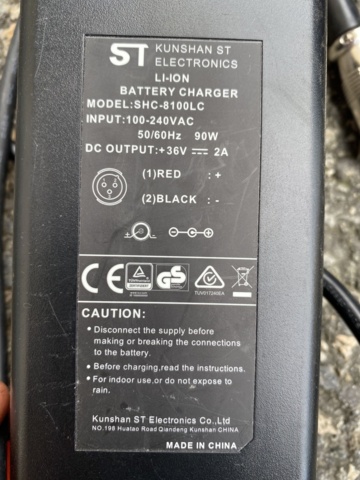 ST KUNSHAN ST
ELECTRONICS
LI-ION
BATTERY CHARGER
MODEL:SHC-8100LC
INPUT:100-240VAC
50/60Hz 90W
DC OUTPUT:+36V 2A
(1)RED : +
(2)BLACK : -
CE GS
CAUTION:
• Disconnect the supply before
making or breaking the connections
to the battery.
• Before charging,read the instructions.
• For indoor use.or do not expose to
rain.
Kunshan ST Electronics Co.,Ltd
NO.198 Huatao Road Qiandeng Kunshan CHINA
MADE IN CHINA